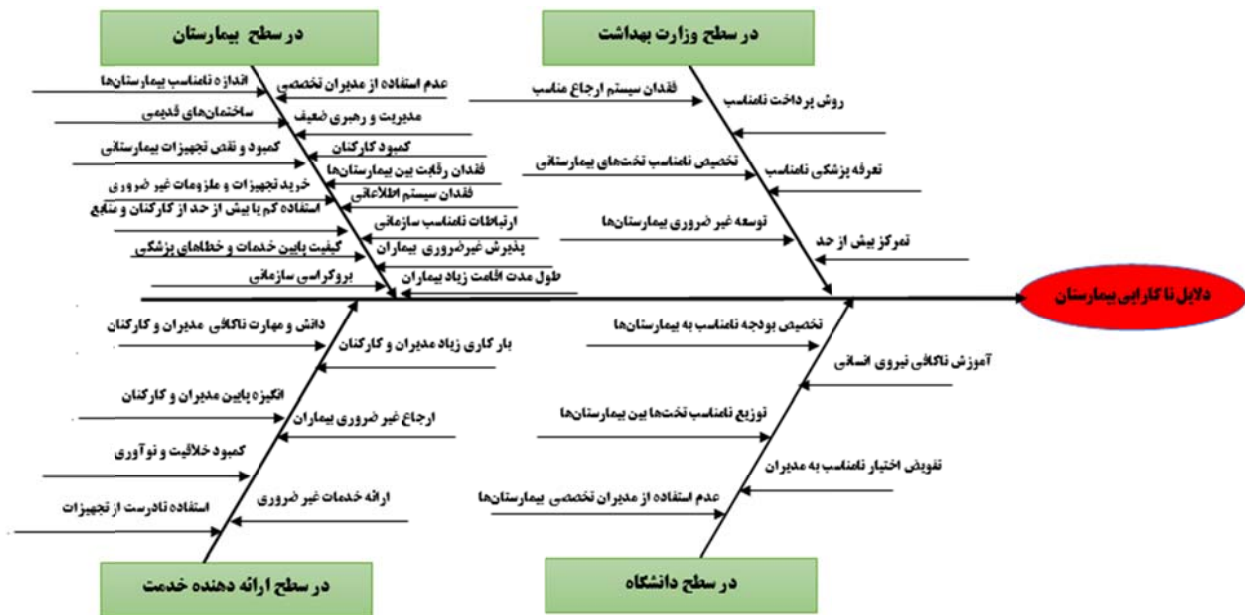 در سطح وزارت بهداشت
فقدان سیستم ارجاع مناسب
روش پرداخت نامناسب
تخصیص نامناسب تخت‌های بیمارستانی
تعرفه پزشکی نامناسب
توسعه غیر ضروری بیمارستان‌ها
تمرکز بیش از حد
در سطح بیمارستان
اندازه نامناسب بیمارستان‌ها
عدم استفاده از مدیران تخصصی
ساختمان‌های قدیمی
مدیریت و رهبری ضعیف
کمبود و نقص تجهیزات بیمارستانی
کمبود کارکنان
خرید تجهیزات و ملزومات غیر ضروری
فقدان رقابت بین بیمارستان‌ها
فقدان سیستم اطلاعاتی
استفاده کم یا بیش از حد از کارکنان و منابع
ارتباطات نامناسب سازمانی
کیفیت پایین خدمات و خطاهای پزشکی
پذیرش غیرضروری بیماران
بروکراسی سازمانی
طول مدت اقامت زیاد بیماران
دلایل ناکارایی بیمارستان
تخصیص بودجه نامناسب به بیمارستان‌ها
آموزش ناکافی نیروی انسانی
توزیع نامناسب تخت‌ها بین بیمارستان‌ها
تفویض اختیار نامناسب به مدیران
عدم استفاده از مدیران تخصصی بیمارستان‌ها
در سطح دانشگاه
دانش و مهارت ناکافی مدیران و کارکنان
بار کاری زیاد مدیران و کارکنان
انگیزه پایین مدیران و کارکنان
ارجاع غیر ضروری بیماران
کمبود خلاقیت و نوآوری
ارائه خدمات غیر ضروری
استفاده نادرست از تجهیزات
در سطح ارائه دهنده خدمت